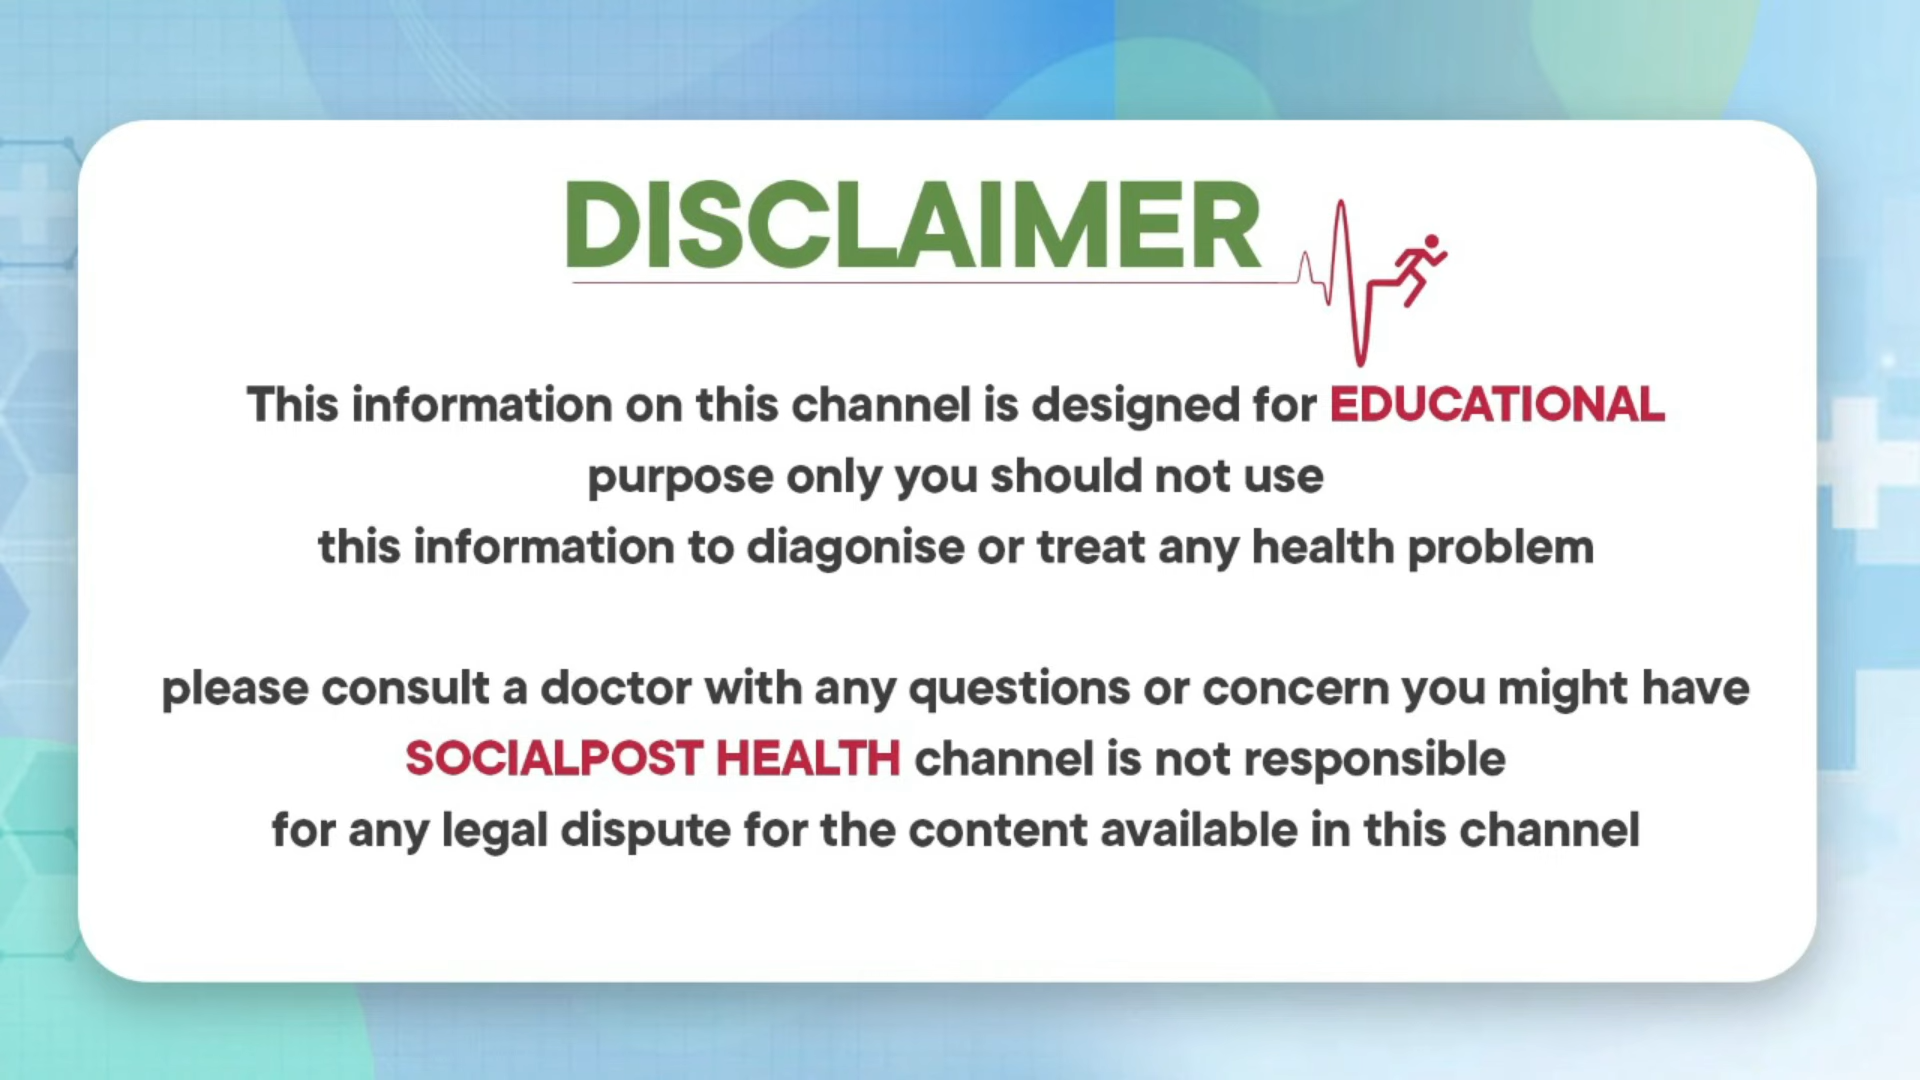 DISCLAIMER
This information on this channel is designed for EDUCATIONAL
purpose only you should not use
this information to diagonise or treat any health problem
please consult a doctor with any questions or concern you might have
SOCIALPOST HEALTH channel is not responsible
for any legal dispute for the content available in this channel